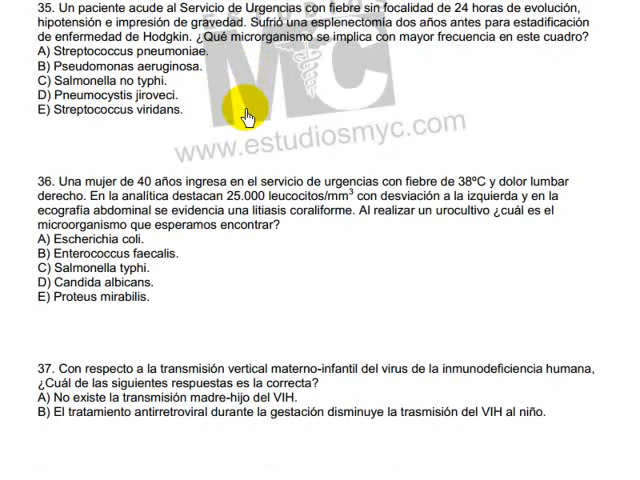 35. Un paciente acude al Servicio de Urgencias con fiebre sin focalidad de 24 horas de evolución,
hipotensión e impresión de gravedad. Sufrió una esplenectomía dos años antes para estadificación
de enfermedad de Hodgkin. ¿Qué microrganismo se implica con mayor frecuencia en este cuadro?
A) Streptococcus pneumoniae.
B) Pseudomonas aeruginosa.
C) Salmonella no typhi.
D) Pneumocystis jiroveci.
E) Streptococcus viridans.
MC
www.estudiosmyc.com
36. Una mujer de 40 años ingresa en el servicio de urgencias con fiebre de 38ºC y dolor lumbar
derecho. En la analítica destacan 25.000 leucocitos/mm³ con desviación a la izquierda y en la
ecografía abdominal se evidencia una litiasis coraliforme. Al realizar un urocultivo ¿cuál es el
microorganismo que esperamos encontrar?
A) Escherichia coli.
B) Enterococcus faecalis.
C) Salmonella typhi.
D) Candida albicans.
E) Proteus mirabilis.
37. Con respecto a la transmisión vertical materno-infantil del virus de la inmunodeficiencia humana,
¿Cuál de las siguientes respuestas es la correcta?
A) No existe la transmisión madre-hijo del VIH.
B) El tratamiento antirretroviral durante la gestación disminuye la trasmisión del VIH al niño.